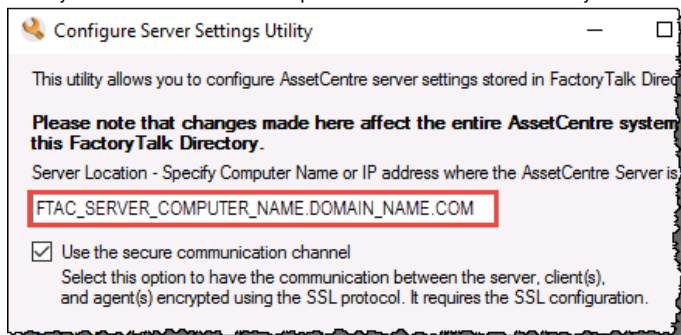 Configure Server Settings Utility
This utility allows you to configure AssetCentre server settings stored in FactoryTalk
Please note that changes made here affect the entire AssetCentre system
this FactoryTalk Directory.
Server Location - Specify Computer Name or IP address where the AssetCentre Server is
FTAC_SERVER_COMPUTER_NAME.DOMAIN_NAME.COM
Use the secure communication channel
Select this option to have the communication between the server, client(s),
and agent(s) encrypted using the SSL protocol. It requires the SSL configuration.